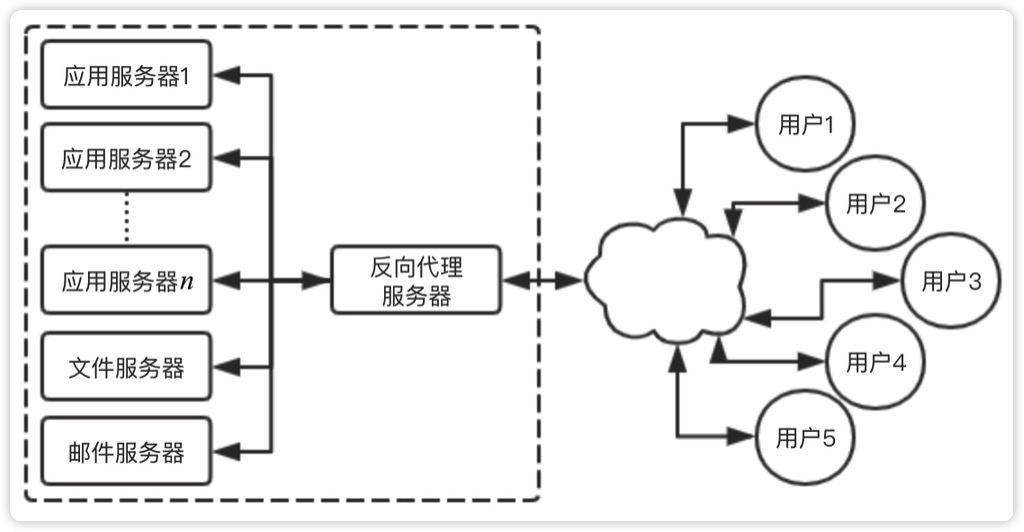 应用服务器1
应用服务器2
应用服务器n
文件服务器
邮件服务器
反向代理
服务器
用户1
用户2
用户3
用户4
用户5